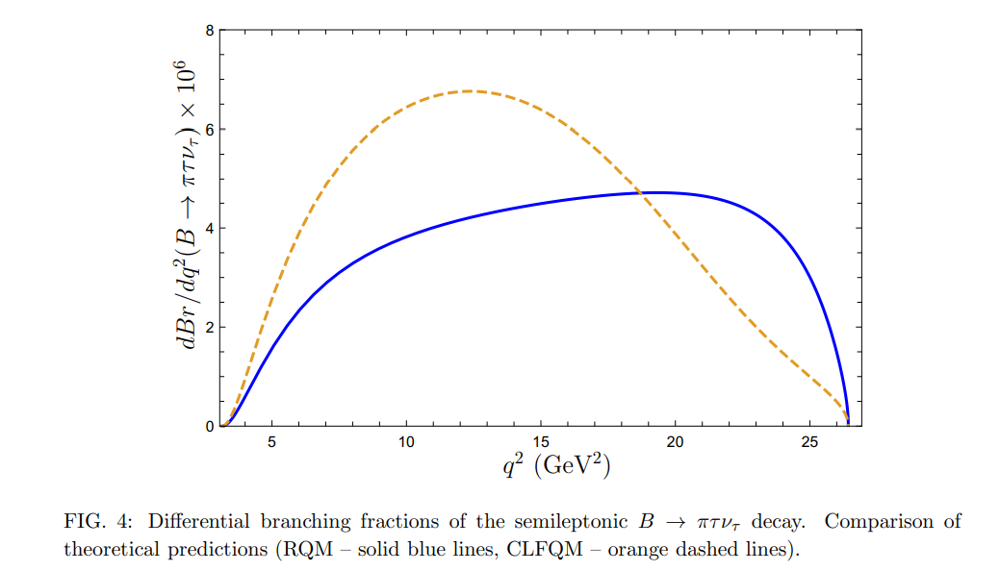 8
6
4
2
0
dBr/dq²(B → πτν_τ) × 10⁶
5 10 15 20 25
q² (GeV²)
FIG. 4: Differential branching fractions of the semileptonic B → πτν_τ decay. Comparison of
theoretical predictions (RQM – solid blue lines, CLFQM – orange dashed lines).